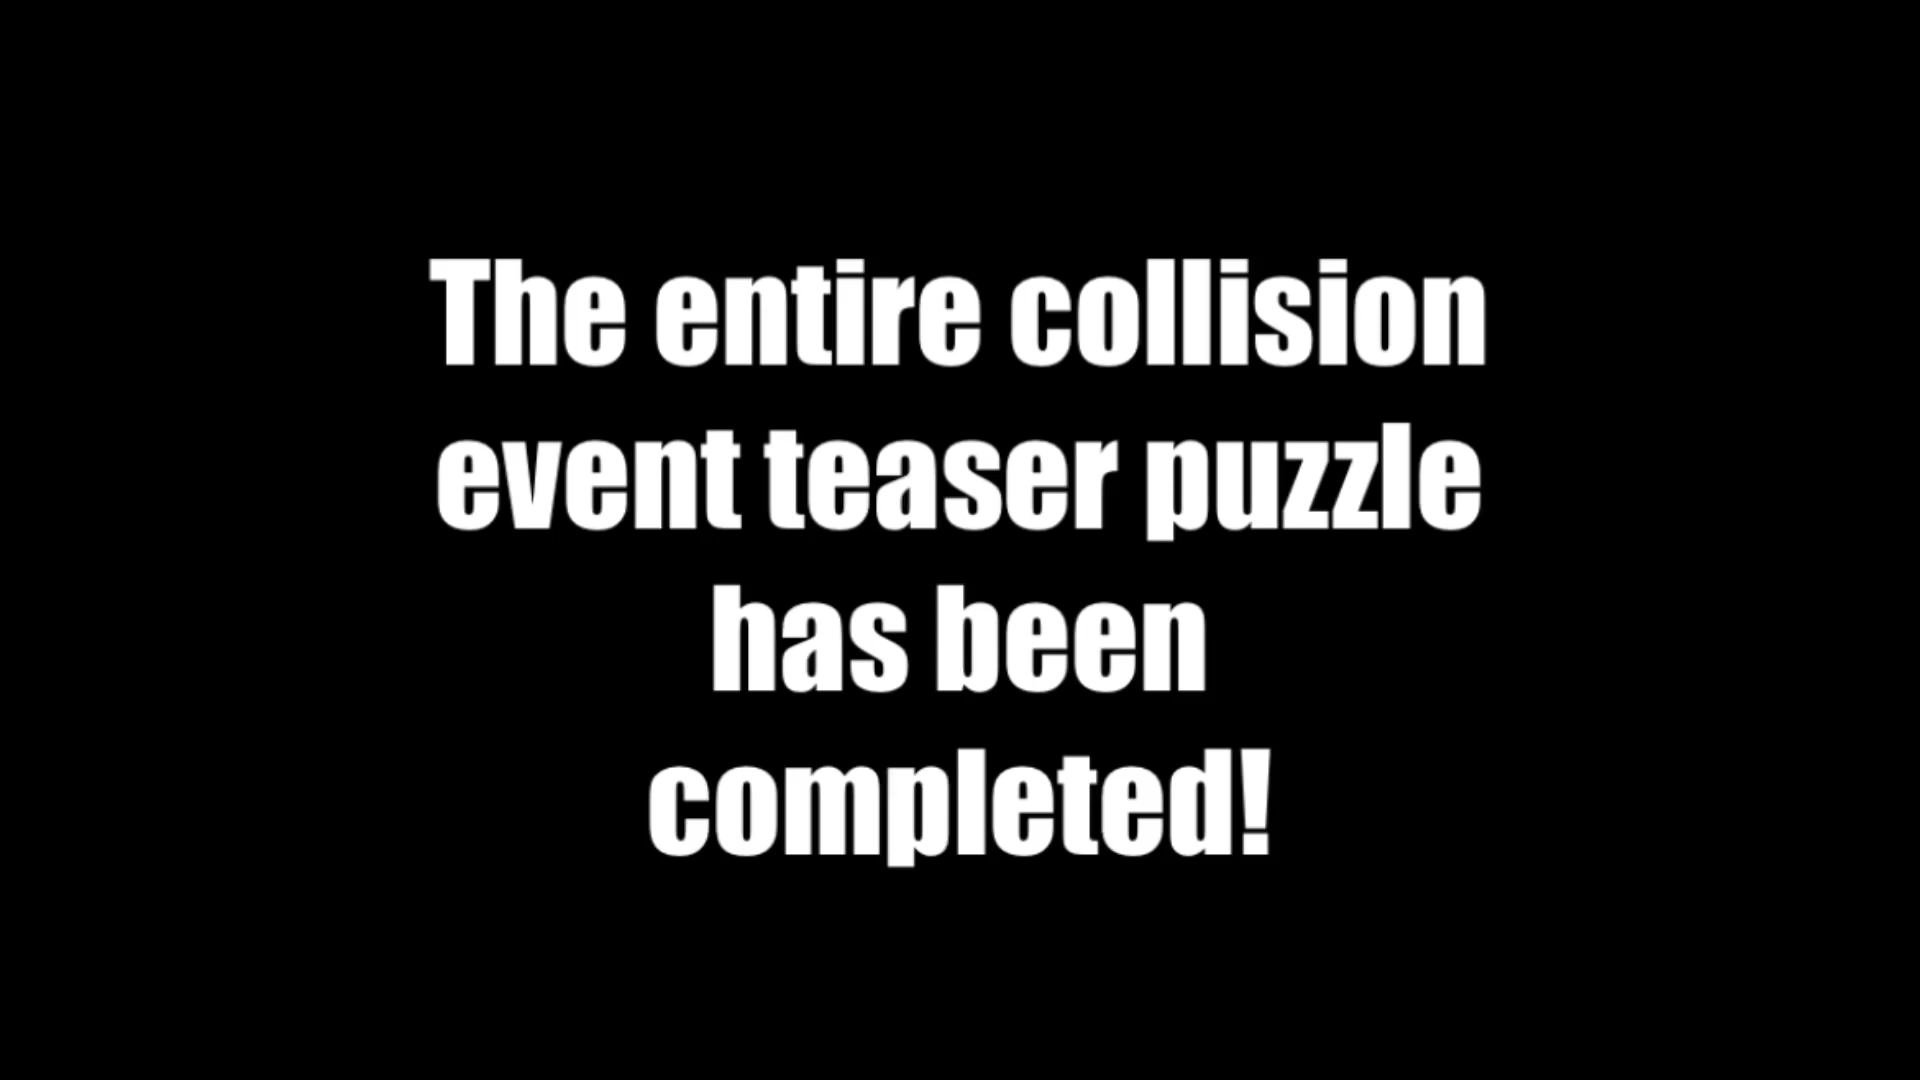 The entire collision
event teaser puzzle
has been
completed!